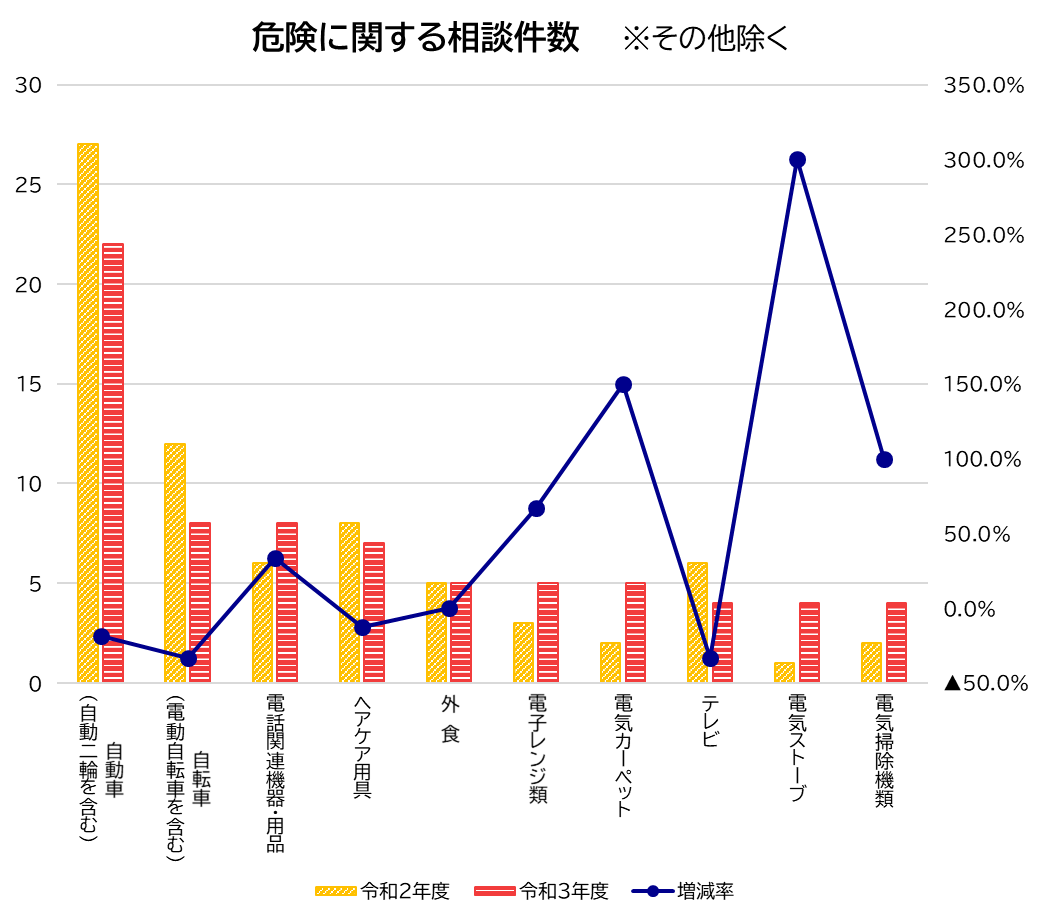 危険に関する相談件数 ※その他除く
30
25
20
15
10
5
0
350.0%
300.0%
250.0%
200.0%
150.0%
100.0%
50.0%
0.0%
▲50.0%
自動車
(自動二輪を含む)
自転車
(電動自転車を含む)
電話関連機器・用品
ヘアケア用具
外 食
電子レンジ類
電気カーペット
テレビ
電気ストーブ
電気掃除機類
令和2年度 令和3年度 増減率